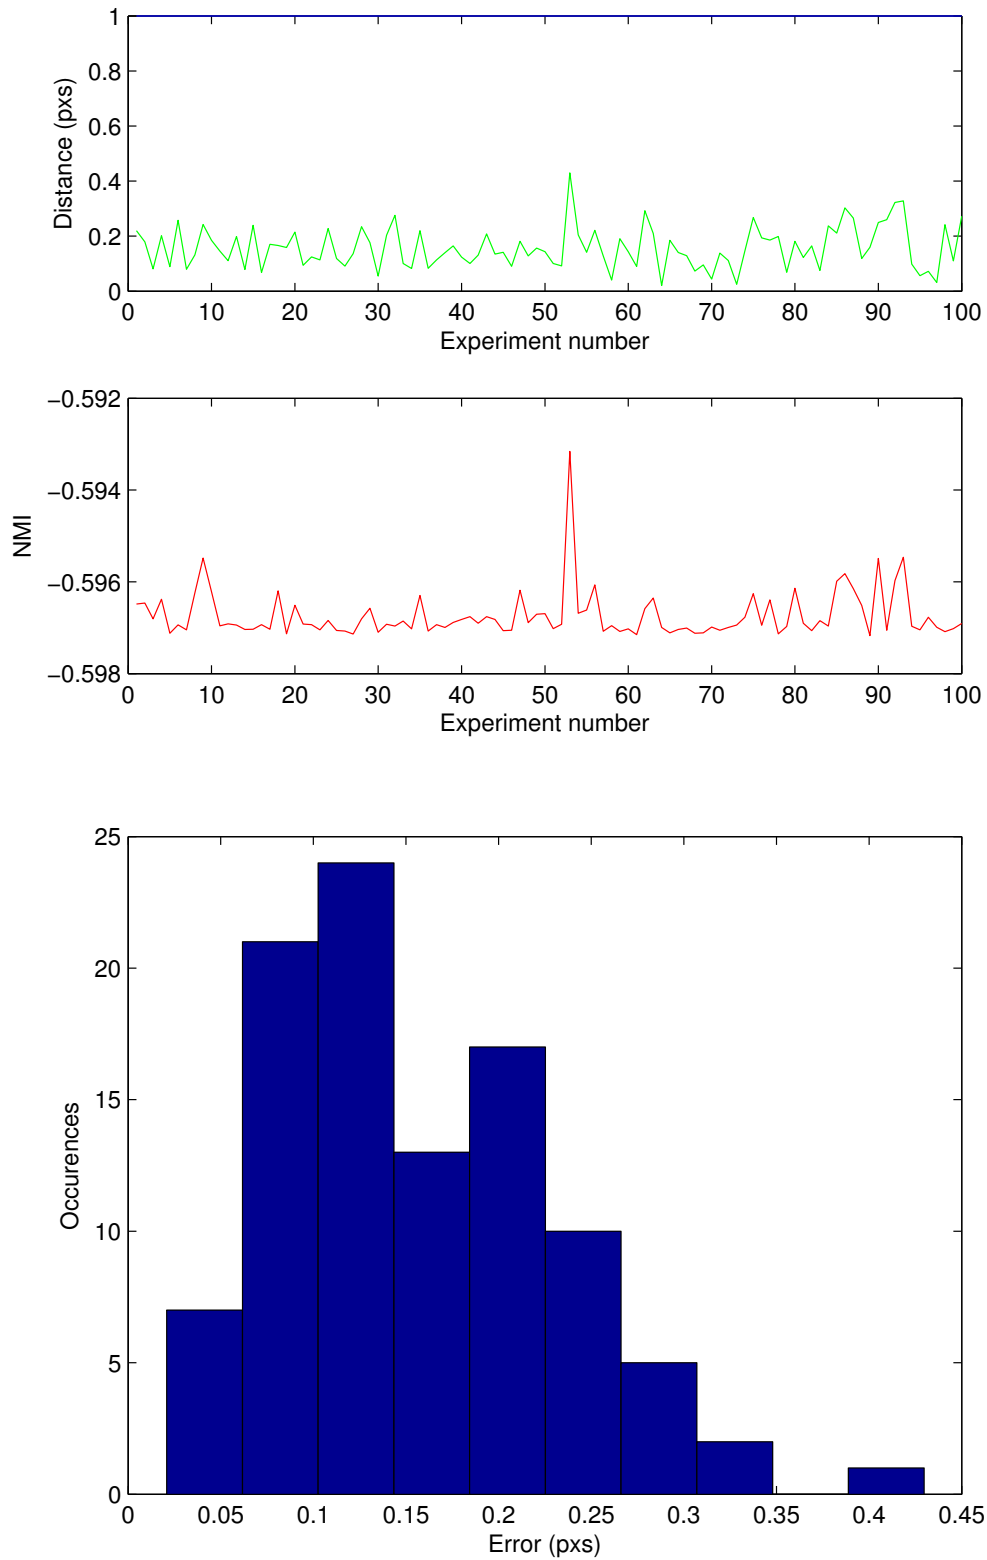 1
0.8
0.6
0.4
0.2
0
Distance (pxs)
0 10 20 30 40 50 60 70 80 90 100
Experiment number
−0.592
−0.594
−0.596
−0.598
NMI
0 10 20 30 40 50 60 70 80 90 100
Experiment number
25
20
15
10
5
0
Occurences
0 0.05 0.1 0.15 0.2 0.25 0.3 0.35 0.4 0.45
Error (pxs)